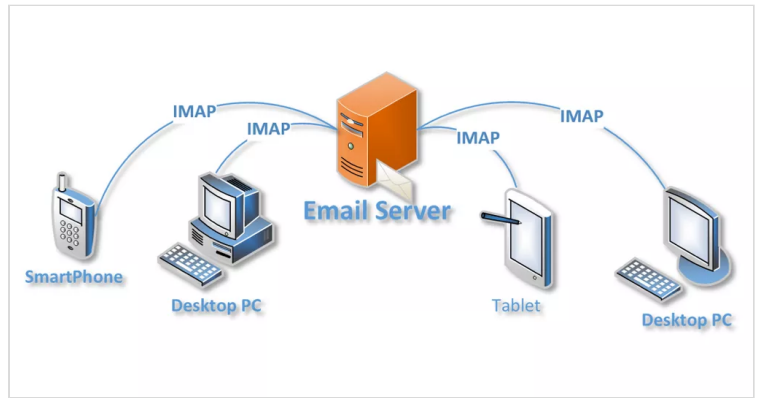 IMAP
IMAP
IMAP
IMAP
Email Server
SmartPhone
Desktop PC
Tablet
Desktop PC